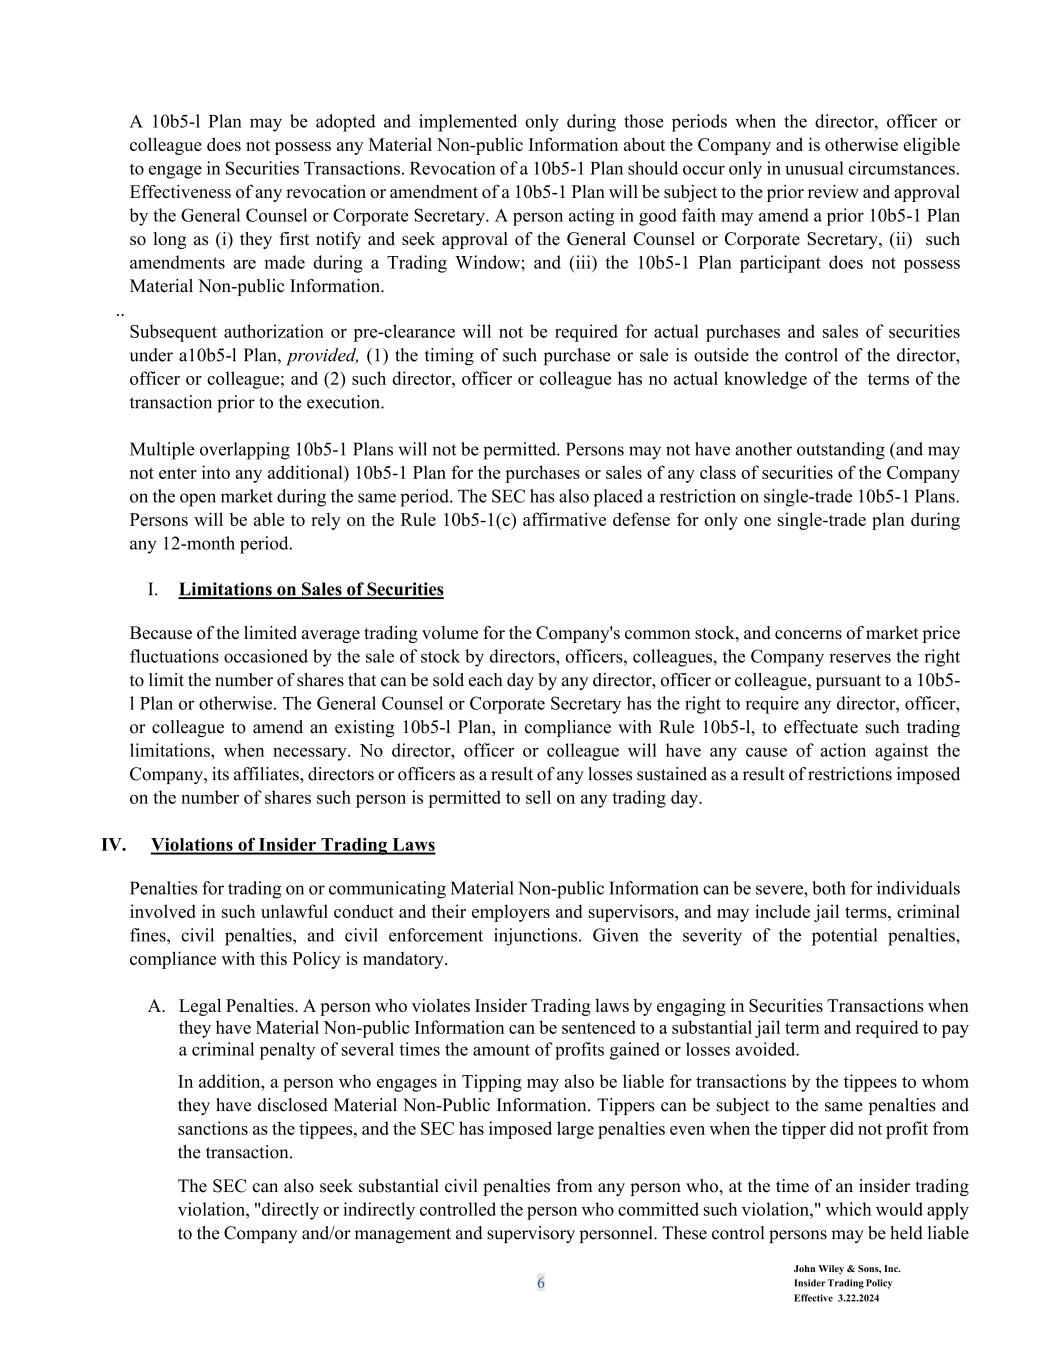 A 10b5-l Plan may be adopted and implemented only during those periods when the director, officer or
colleague does not possess any Material Non-public Information about the Company and is otherwise eligible
to engage in Securities Transactions. Revocation of a 10b5-1 Plan should occur only in unusual circumstances.
Effectiveness of any revocation or amendment of a 10b5-1 Plan will be subject to the prior review and approval
by the General Counsel or Corporate Secretary. A person acting in good faith may amend a prior 10b5-1 Plan
so long as (i) they first notify and seek approval of the General Counsel or Corporate Secretary, (ii) such
amendments are made during a Trading Window; and (iii) the 10b5-1 Plan participant does not possess
Material Non-public Information.
..
Subsequent authorization or pre-clearance will not be required for actual purchases and sales of securities
under a10b5-l Plan, provided, (1) the timing of such purchase or sale is outside the control of the director,
officer or colleague; and (2) such director, officer or colleague has no actual knowledge of the terms of the
transaction prior to the execution.
Multiple overlapping 10b5-1 Plans will not be permitted. Persons may not have another outstanding (and may
not enter into any additional) 10b5-1 Plan for the purchases or sales of any class of securities of the Company
on the open market during the same period. The SEC has also placed a restriction on single-trade 10b5-1 Plans.
Persons will be able to rely on the Rule 10b5-1(c) affirmative defense for only one single-trade plan during
any 12-month period.
I. Limitations on Sales of Securities
Because of the limited average trading volume for the Company's common stock, and concerns of market price
fluctuations occasioned by the sale of stock by directors, officers, colleagues, the Company reserves the right
to limit the number of shares that can be sold each day by any director, officer or colleague, pursuant to a 10b5-
l Plan or otherwise. The General Counsel or Corporate Secretary has the right to require any director, officer,
or colleague to amend an existing 10b5-l Plan, in compliance with Rule 10b5-l, to effectuate such trading
limitations, when necessary. No director, officer or colleague will have any cause of action against the
Company, its affiliates, directors or officers as a result of any losses sustained as a result of restrictions imposed
on the number of shares such person is permitted to sell on any trading day.
IV. Violations of Insider Trading Laws
Penalties for trading on or communicating Material Non-public Information can be severe, both for individuals
involved in such unlawful conduct and their employers and supervisors, and may include jail terms, criminal
fines, civil penalties, and civil enforcement injunctions. Given the severity of the potential penalties,
compliance with this Policy is mandatory.
A. Legal Penalties. A person who violates Insider Trading laws by engaging in Securities Transactions when
they have Material Non-public Information can be sentenced to a substantial jail term and required to pay
a criminal penalty of several times the amount of profits gained or losses avoided.
In addition, a person who engages in Tipping may also be liable for transactions by the tippees to whom
they have disclosed Material Non-Public Information. Tippers can be subject to the same penalties and
sanctions as the tippees, and the SEC has imposed large penalties even when the tipper did not profit from
the transaction.
The SEC can also seek substantial civil penalties from any person who, at the time of an insider trading
violation, "directly or indirectly controlled the person who committed such violation," which would apply
to the Company and/or management and supervisory personnel. These control persons may be held liable
6
John Wiley & Sons, Inc.
Insider Trading Policy
Effective 3.22.2024